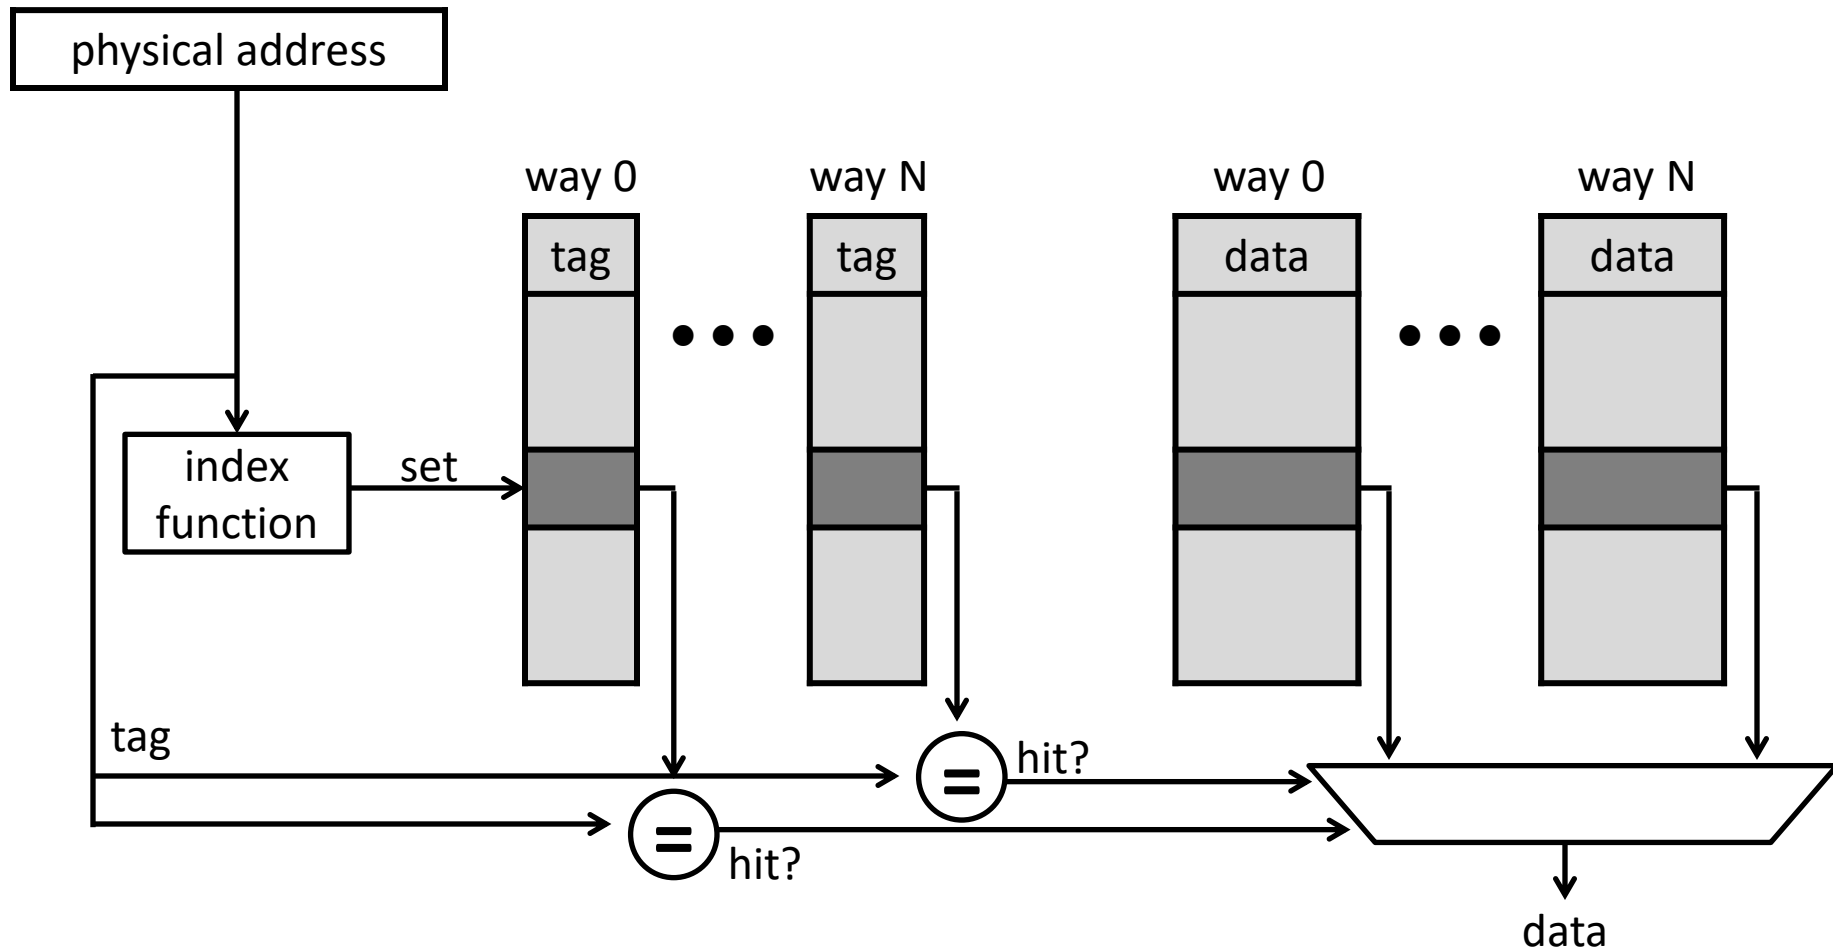 physical address
way 0
way N
way 0
way N
tag
tag
data
data
index
function
set
tag
hit?
=
=
hit?
data